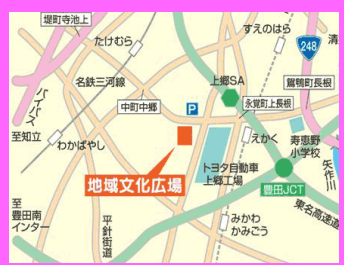 堤町寺池上
たけむら
すえのはら
248
清
名鉄三河線
上郷SA
鴛鴨町長根
バイパス
中町中郷
P
永覚町上長根
至知立
わかばやし
えかく
寿恵野
小学校
矢作川
地域文化広場
トヨタ自動車
上郷工場
豊田JCT
至
豊田南
インター
平針街道
みかわ
かみごう
東名高速道